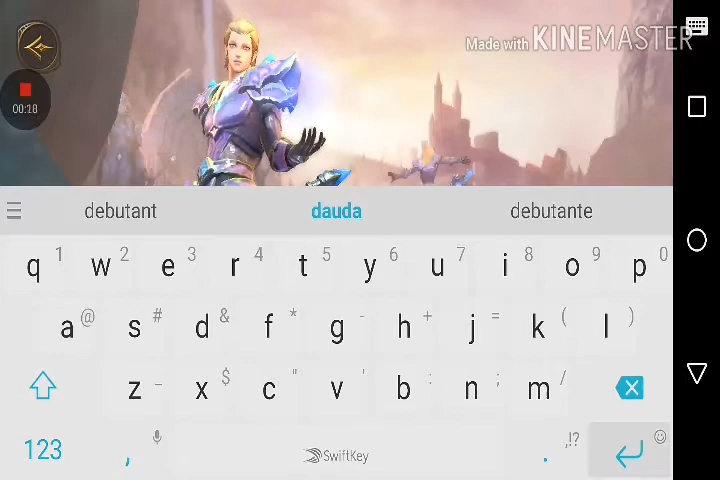 Made with KINEMASTER
00:18
debutant dauda debutante
q 1 w 2 e 3 r 4 t 5 y 6 u 7 i 8 o 9 p 0
a @ s # d & f * g - h + j = k ( l )
z _ x $ c " v ' b : n ; m /
123 , SwiftKey . ,!?